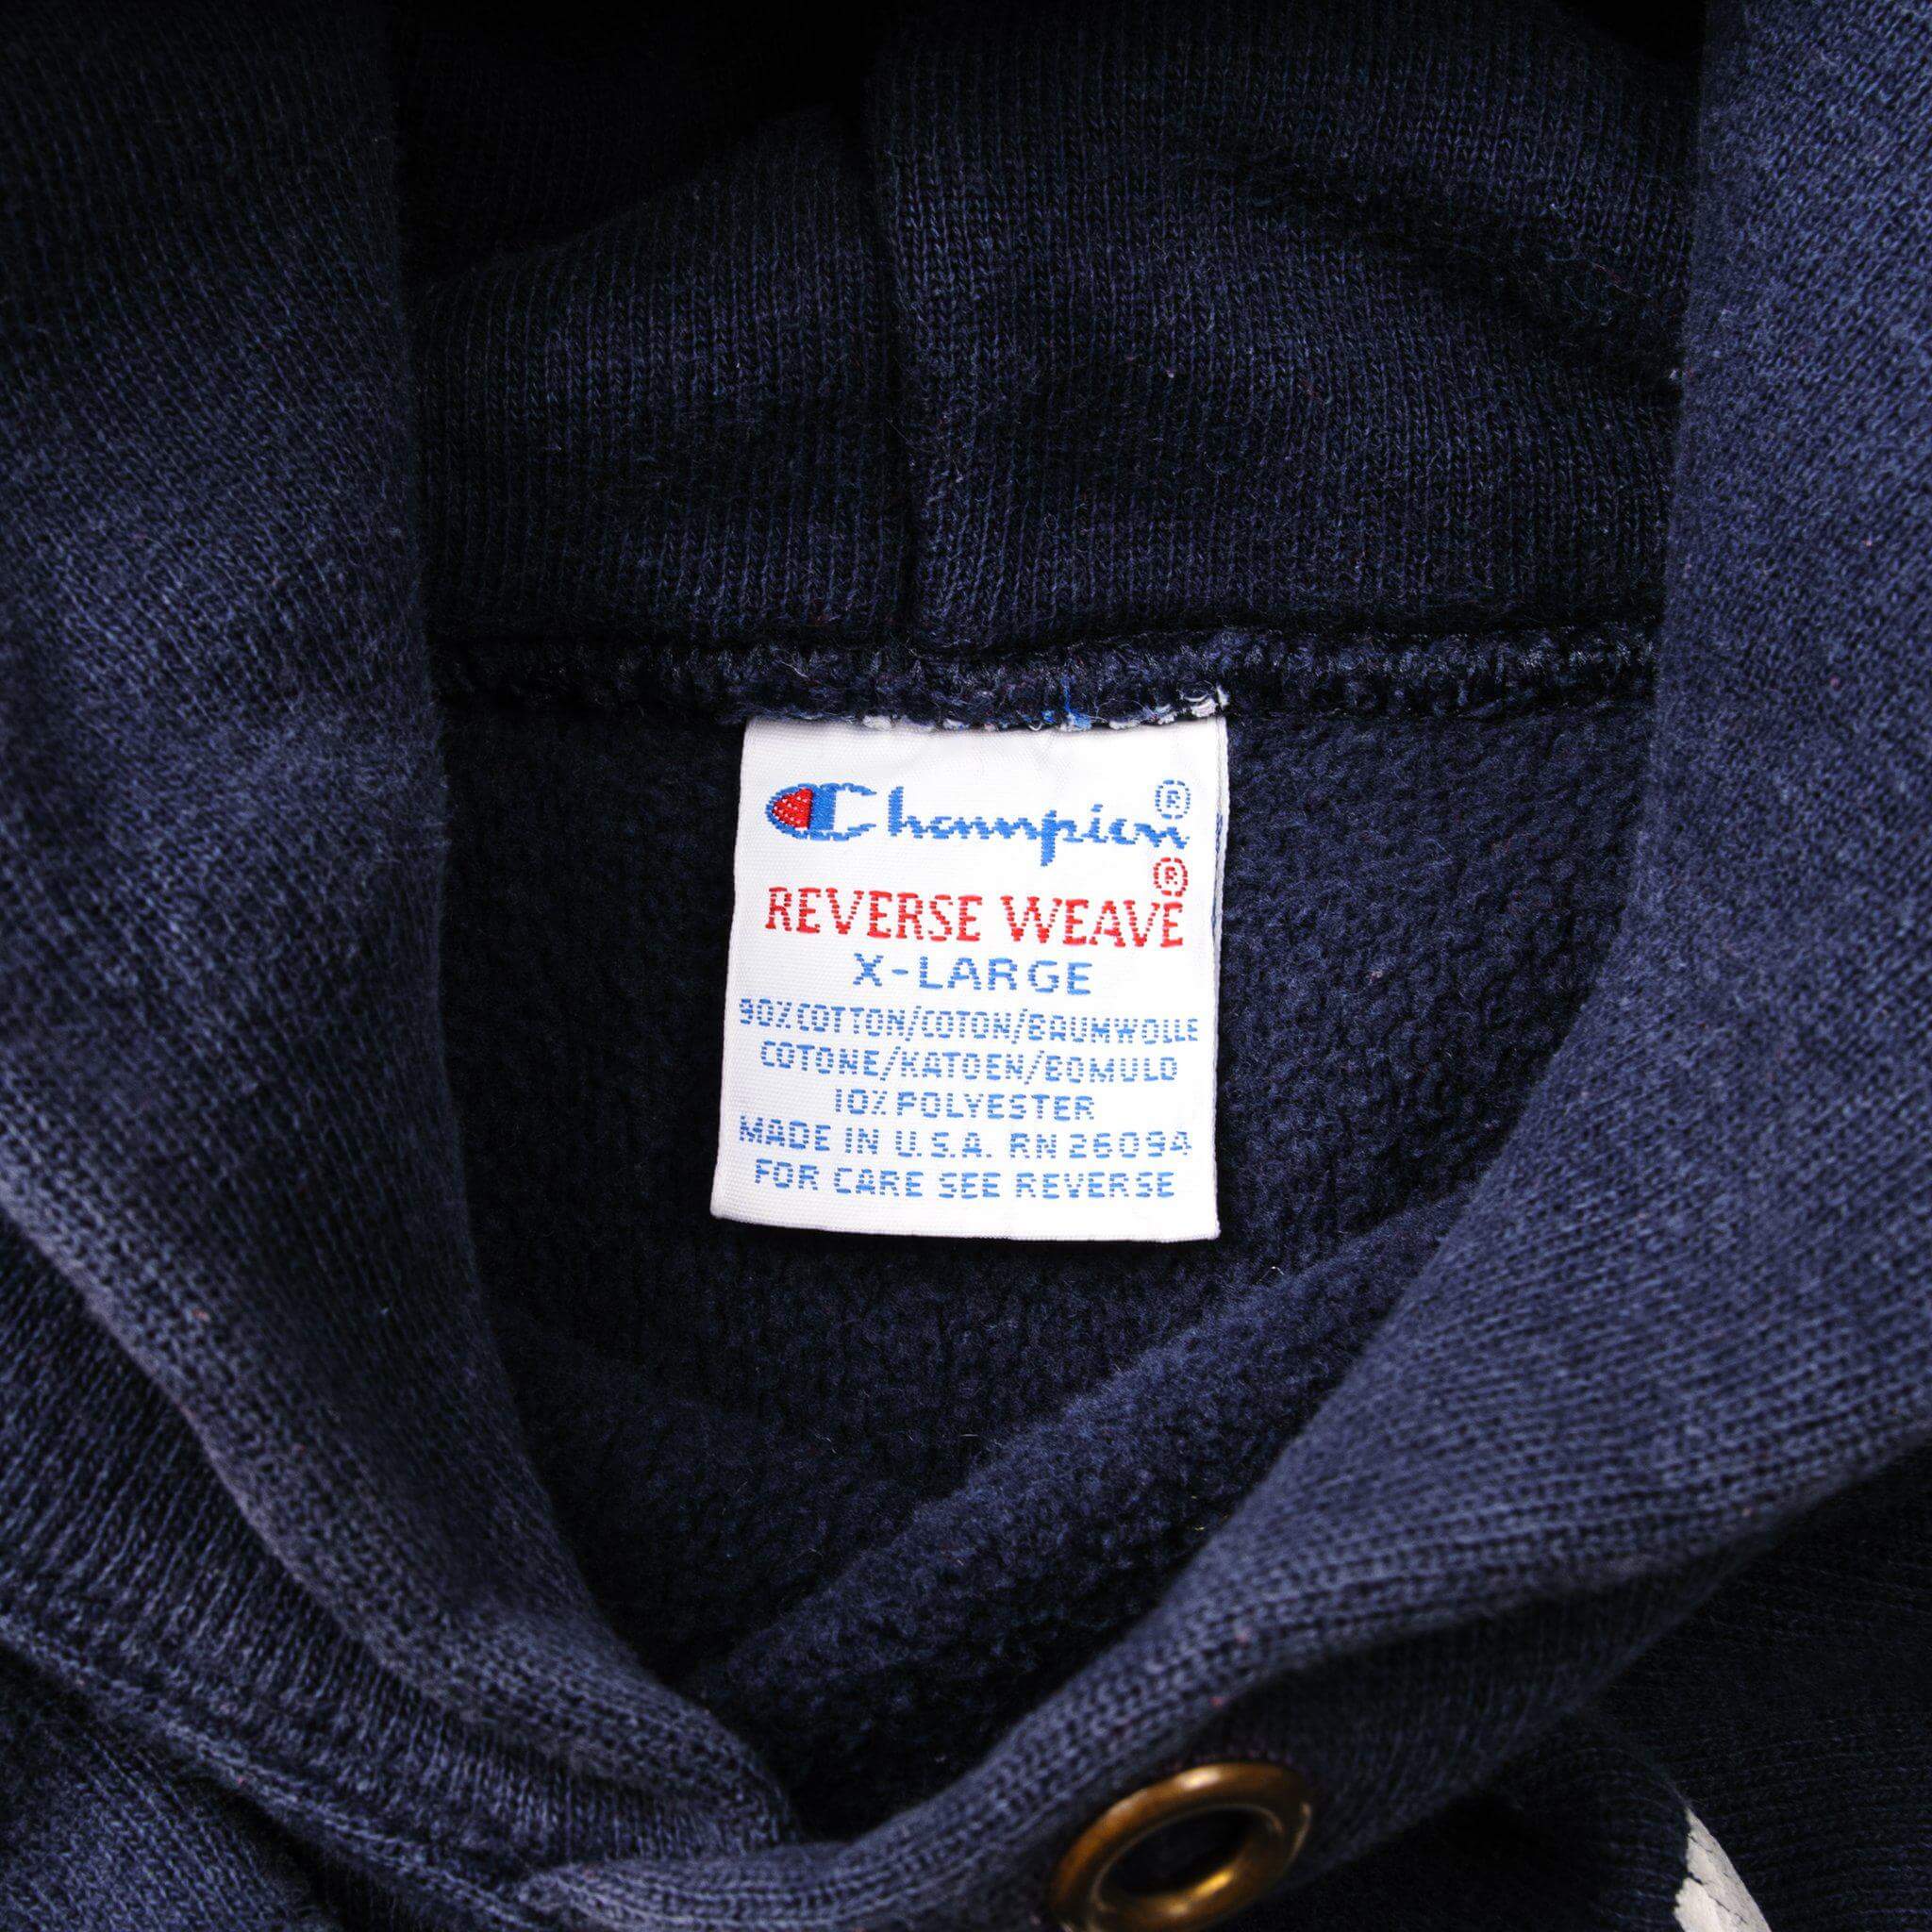 Champion®
REVERSE WEAVE®
X-LARGE
90% COTTON/COTON/BAUMWOLLE
COTONE/KATOEN/BOMULD
10% POLYESTER
MADE IN U.S.A. RN 26094
FOR CARE SEE REVERSE